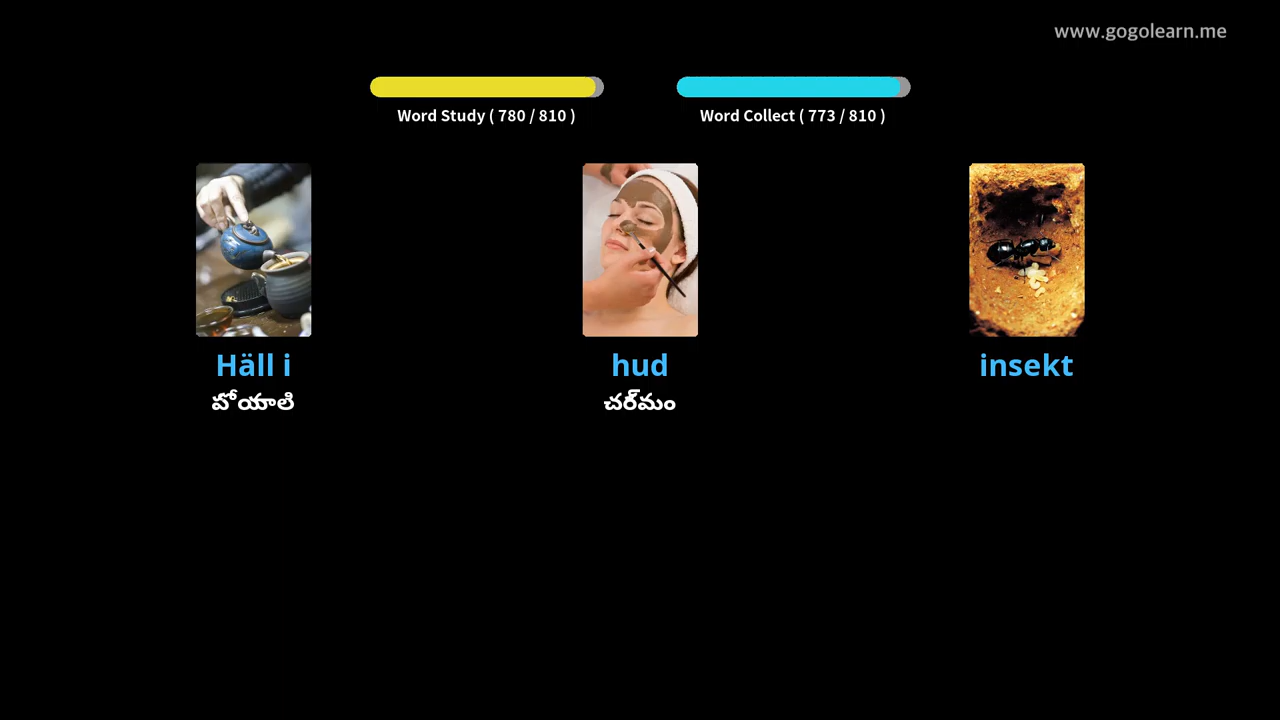 www.gogolearn.me
Word Study ( 780 / 810 )
Word Collect ( 773 / 810 )
Häll i
hud
insekt
పోయాలి
చర్‌మం